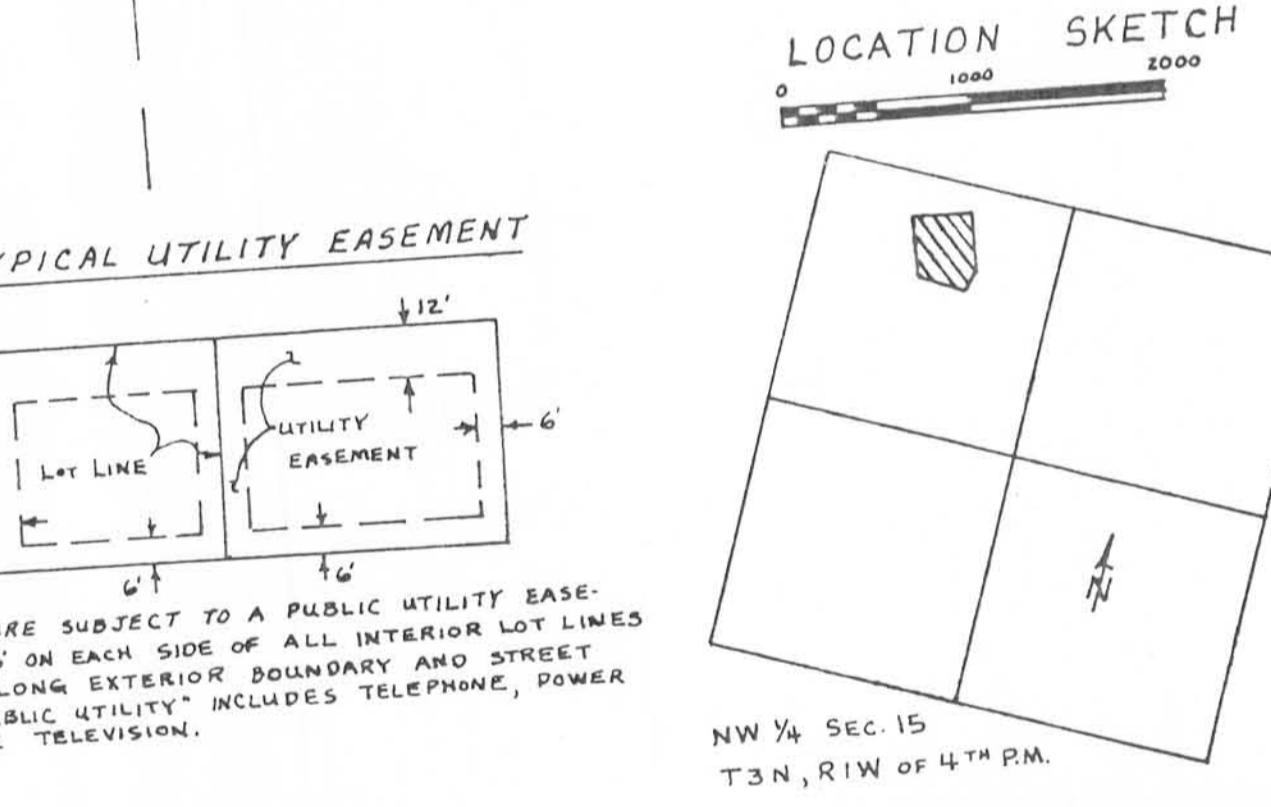 LOCATION SKETCH
0 1000 2000
YPICAL UTILITY EASEMENT
12'
UTILITY
EASEMENT
6'
LOT LINE
6'
6'
RE SUBJECT TO A PUBLIC UTILITY EASE-
' ON EACH SIDE OF ALL INTERIOR LOT LINES
LONG EXTERIOR BOUNDARY AND STREET
BLIC UTILITY" INCLUDES TELEPHONE, POWER
TELEVISION.
N
NW 1/4 SEC. 15
T3N, R1W OF 4TH P.M.